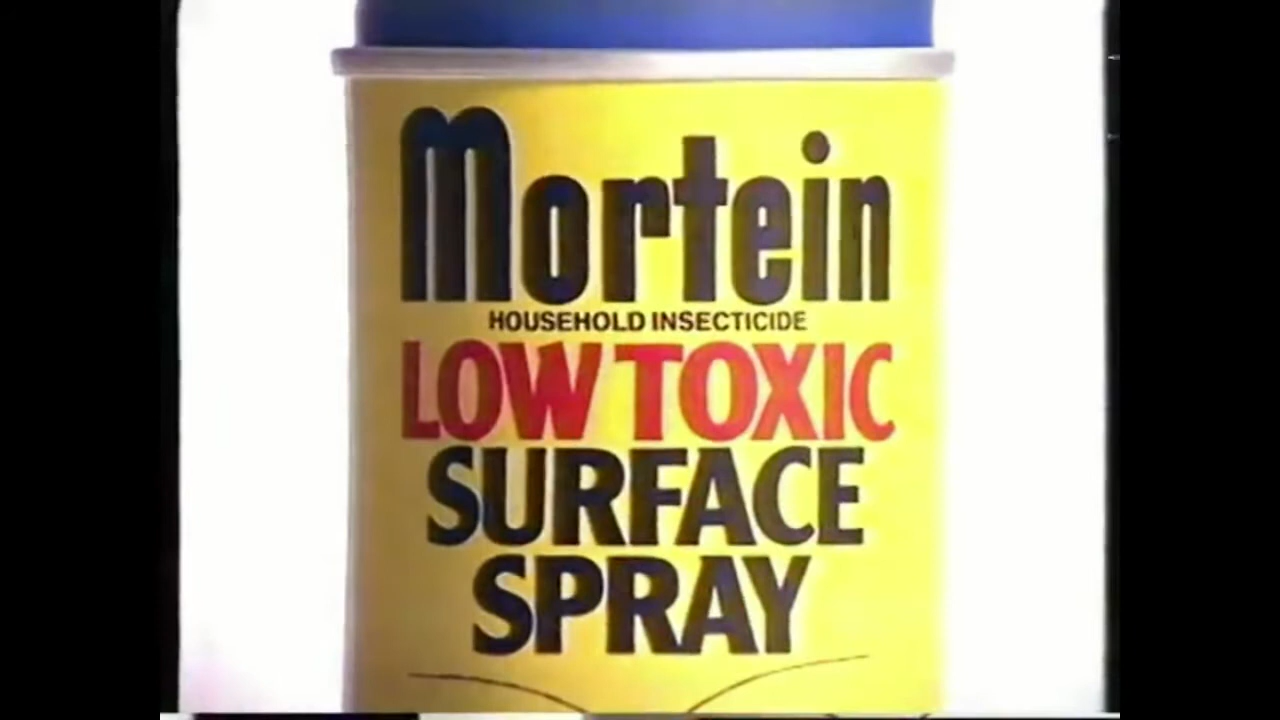 Mortein
HOUSEHOLD INSECTICIDE
LOW TOXIC
SURFACE
SPRAY